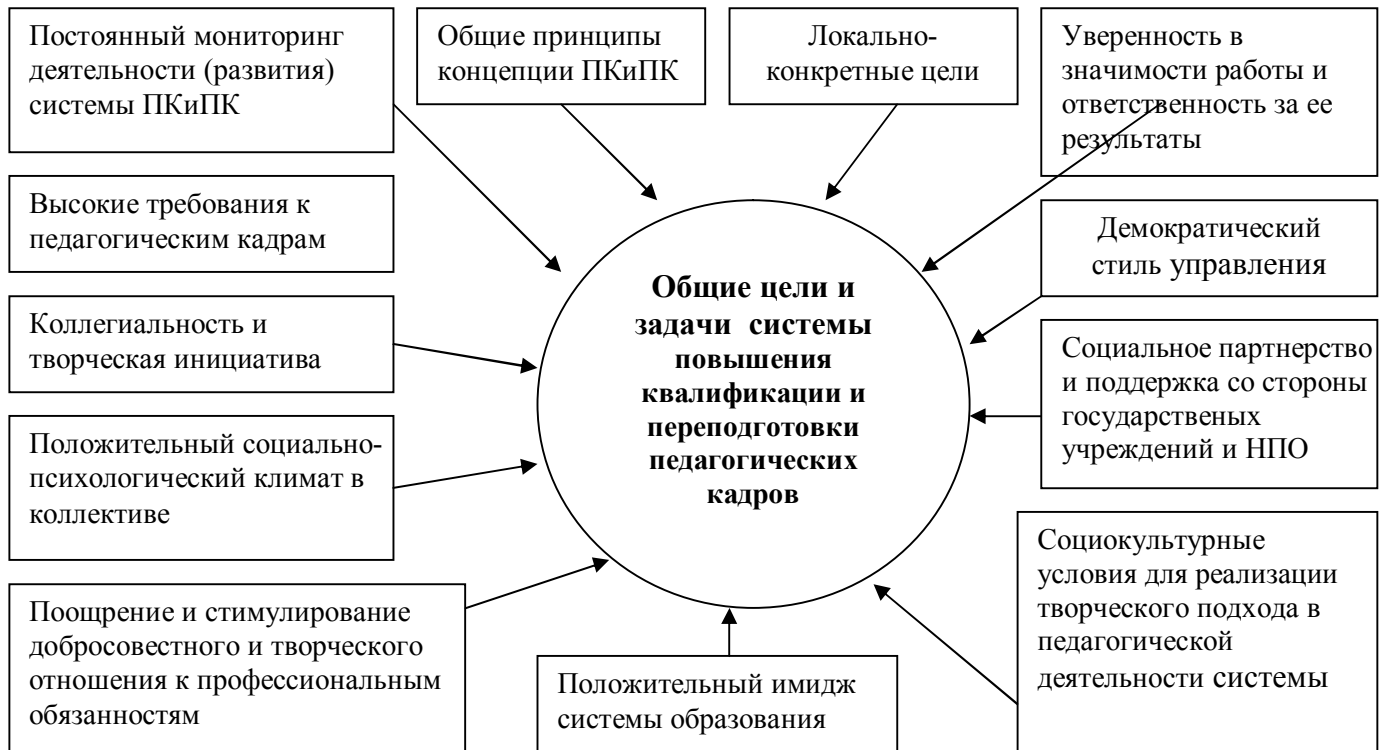 Постоянный мониторинг
деятельности (развития)
системы ПКиПК
Общие принципы
концепции ПКиПК
Локально-
конкретные цели
Уверенность в
значимости работы и
ответственность за ее
результаты
Высокие требования к
педагогическим кадрам
Демократический
стиль управления
Коллегиальность и
творческая инициатива
Общие цели и
задачи системы
повышения
квалификации и
переподготовки
педагогических
кадров
Социальное партнерство
и поддержка со стороны
государственых
учреждений и НПО
Положительный социально-
психологический климат в
коллективе
Социокультурные
условия для реализации
творческого подхода в
педагогической
деятельности системы
Поощрение и стимулирование
добросовестного и творческого
отношения к профессиональным
обязанностям
Положительный имидж
системы образования